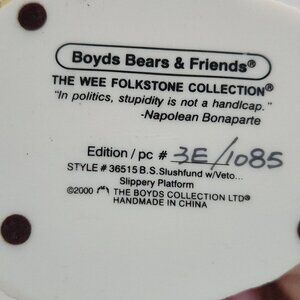 Boyds Bears & Friends®
THE WEE FOLKSTONE COLLECTION®
"In politics, stupidity is not a handicap."
-Napolean Bonaparte
Edition / pc # 3E/1085
STYLE # 36515 B.S.Slushfund w/Veto...
Slippery Platform
©2000 THE BOYDS COLLECTION LTD®
HANDMADE IN CHINA